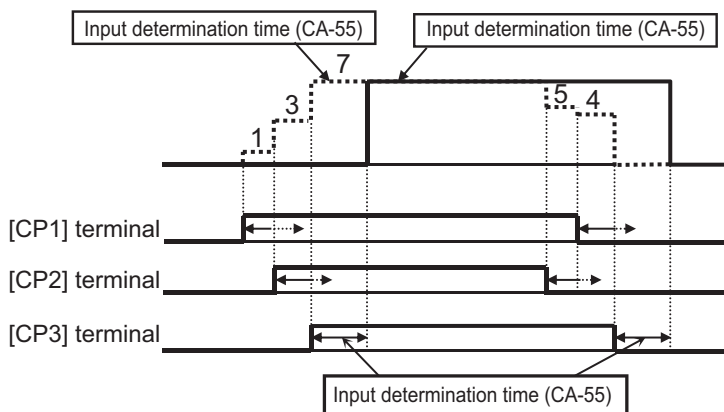 Input determination time (CA-55)
Input determination time (CA-55)
7
3
5
4
1
[CP1] terminal
[CP2] terminal
[CP3] terminal
Input determination time (CA-55)